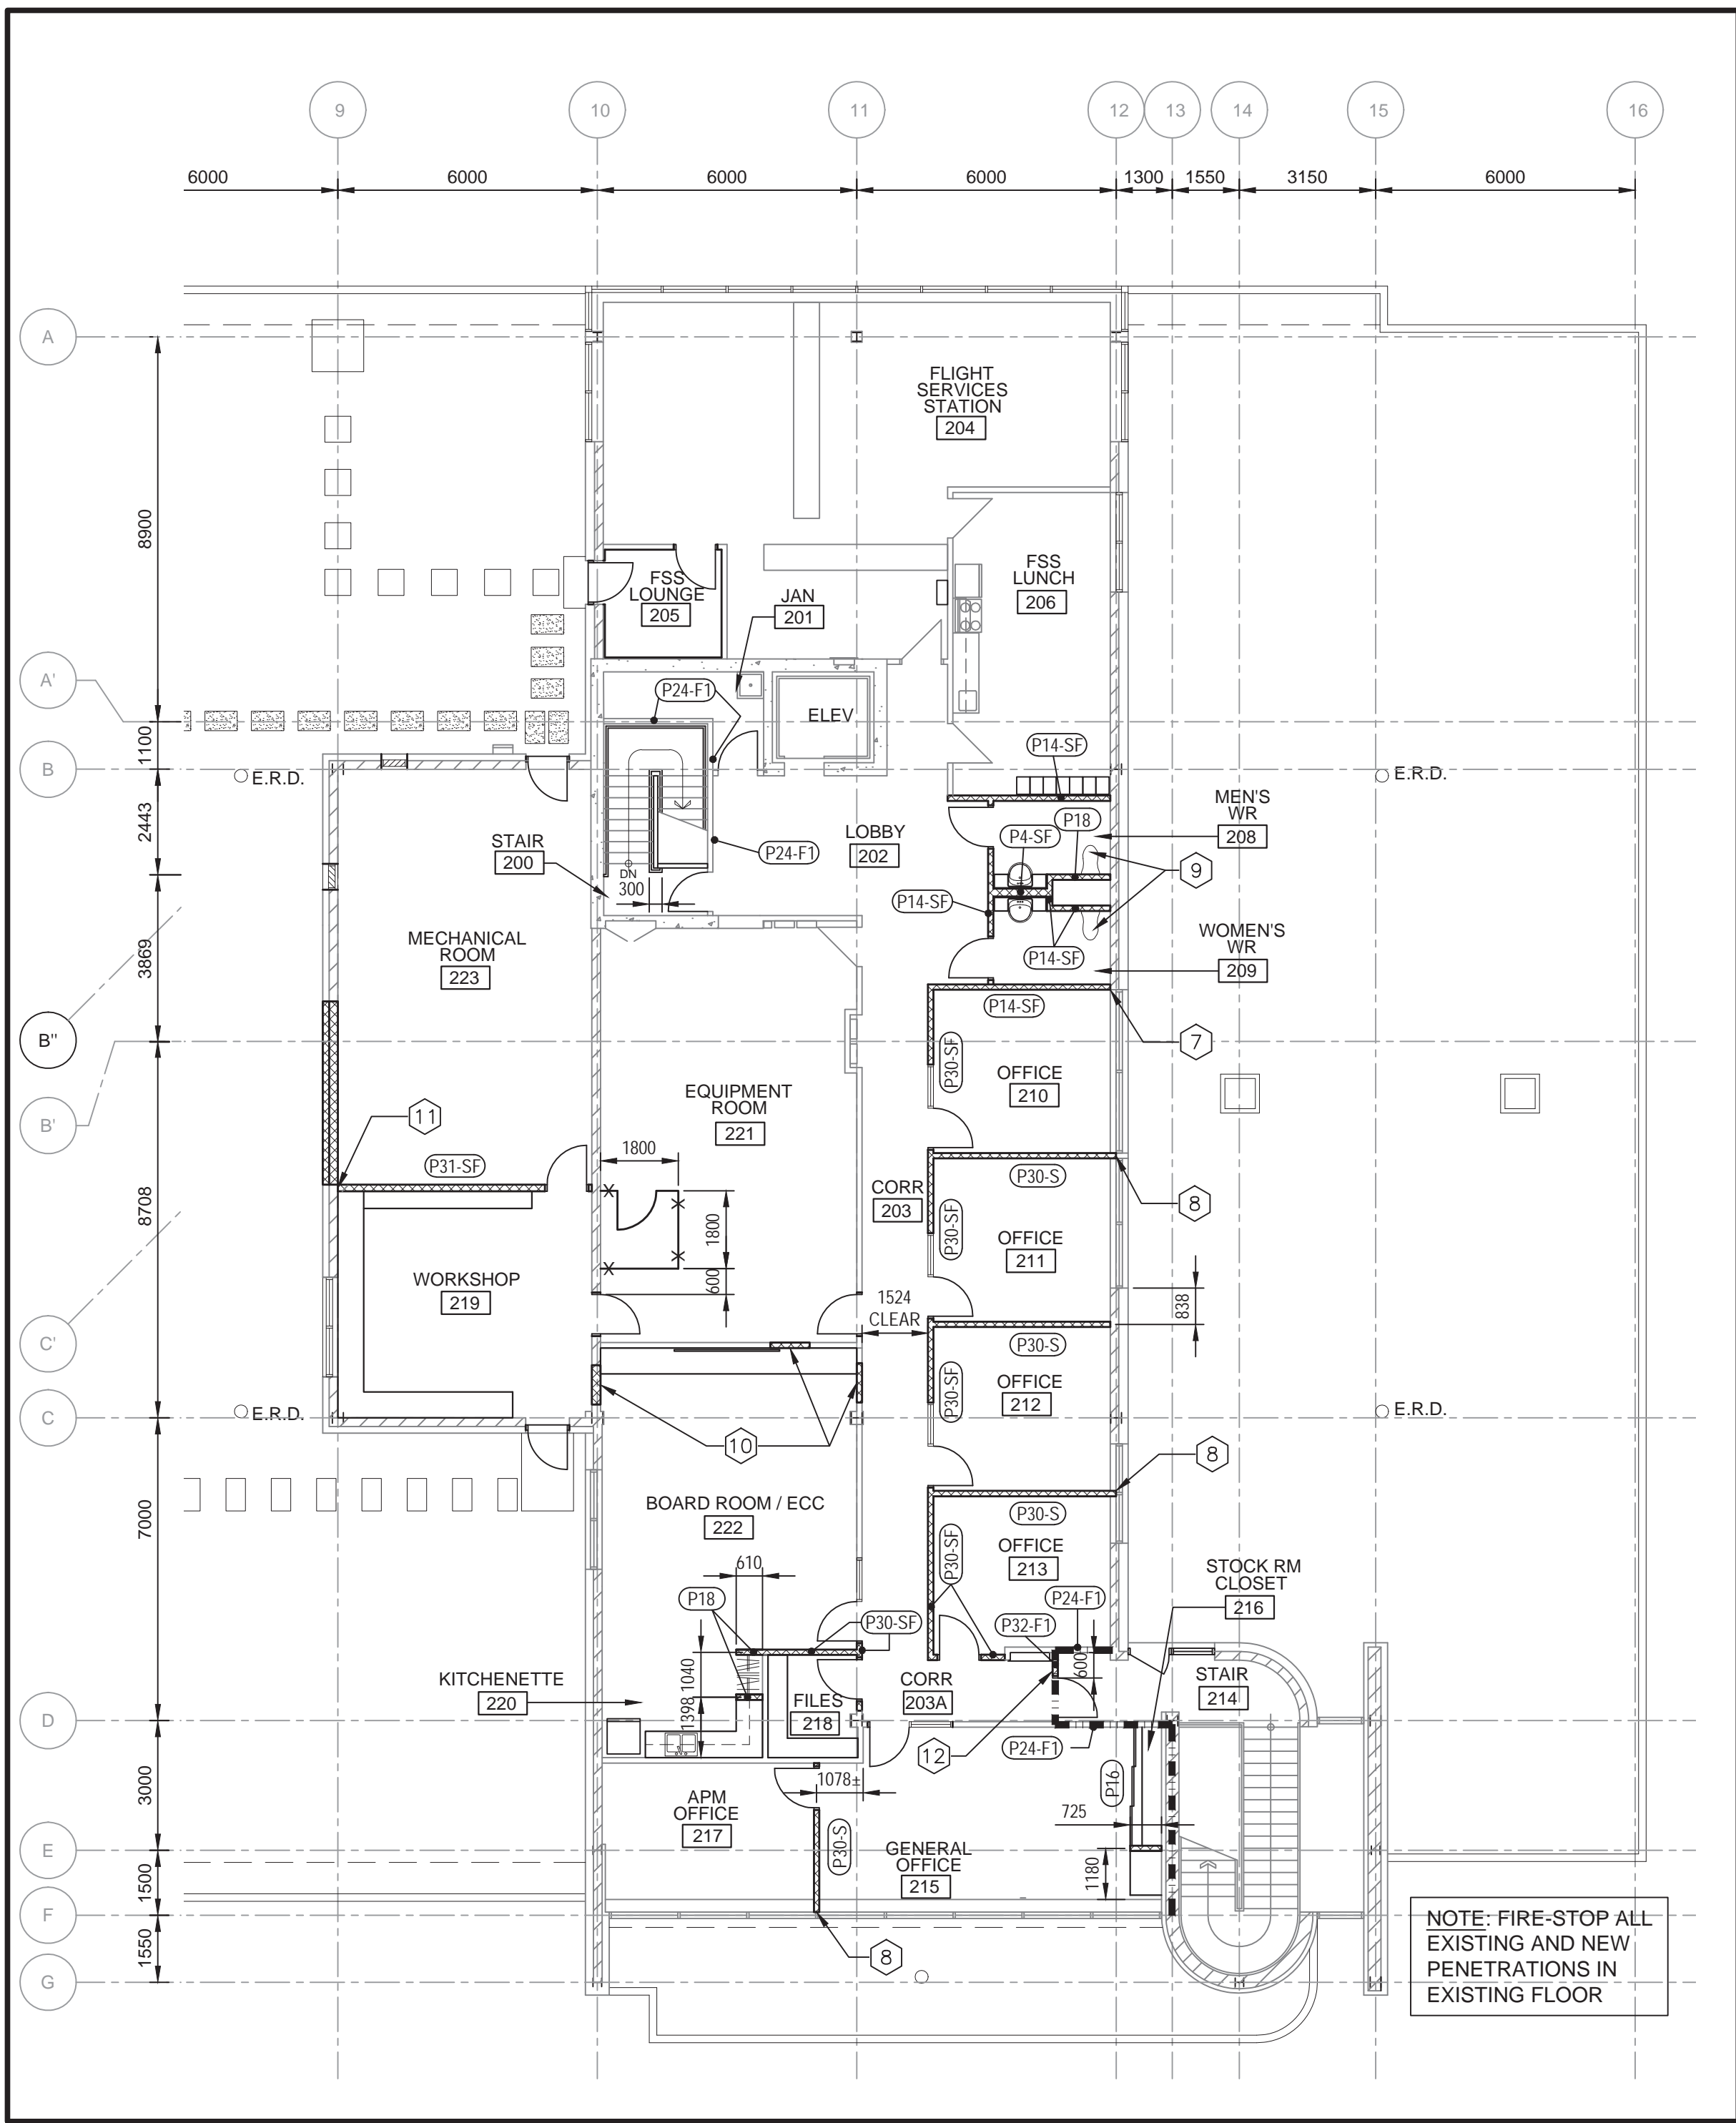 9
10
11
12
13
14
15
16
6000
6000
6000
6000
1300
1550
3150
6000
A
8900
FLIGHT
SERVICES
STATION
204
FSS
LOUNGE
205
JAN
201
FSS
LUNCH
206
A'
P24-F1
ELEV
1100
B
E.R.D.
P14-SF
E.R.D.
2443
STAIR
200
DN
300
P24-F1
LOBBY
202
P4-SF
P18
MEN'S
WR
208
9
P14-SF
P14-SF
WOMEN'S
WR
209
3869
MECHANICAL
ROOM
223
P14-SF
7
B"
B'
P30-SF
OFFICE
210
11
EQUIPMENT
ROOM
221
1800
P31-SF
P30-S
8
CORR
203
8708
1800
600
P30-SF
OFFICE
211
WORKSHOP
219
1524
CLEAR
838
C'
P30-S
P30-SF
OFFICE
212
C
E.R.D.
E.R.D.
10
8
7000
BOARD ROOM / ECC
222
P30-S
P30-SF
OFFICE
213
610
P18
P30-SF
P32-F1
P24-F1
STOCK RM
CLOSET
216
KITCHENETTE
220
1040
1398
FILES
218
CORR
203A
600
STAIR
214
D
12
P24-F1
3000
1078±
P16
APM
OFFICE
217
P30-S
725
GENERAL
OFFICE
215
1180
E
1500
F
8
1550
G
NOTE: FIRE-STOP ALL
EXISTING AND NEW
PENETRATIONS IN
EXISTING FLOOR